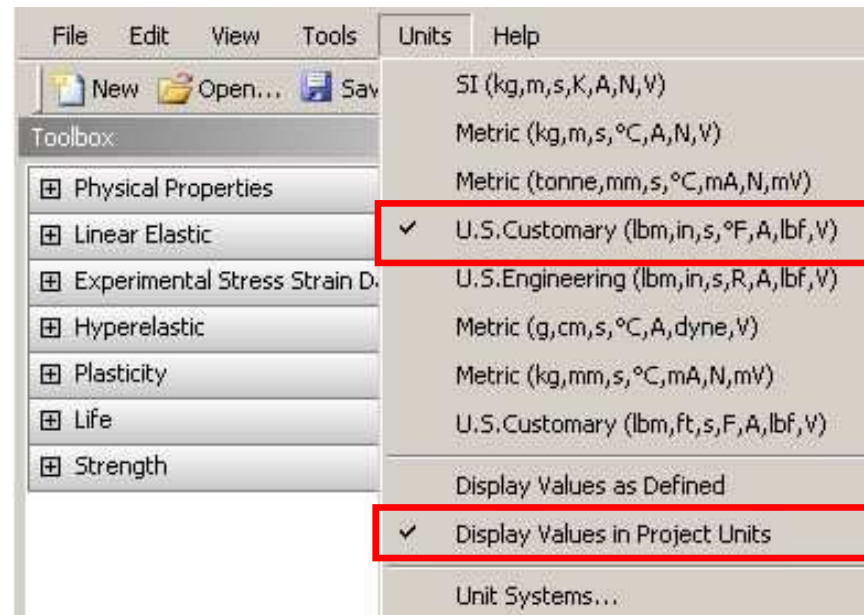 File Edit View Tools Units Help
New Open... Sav
Toolbox
Physical Properties
Linear Elastic
Experimental Stress Strain D
Hyperelastic
Plasticity
Life
Strength
SI (kg,m,s,K,A,N,V)
Metric (kg,m,s,°C,A,N,V)
Metric (tonne,mm,s,°C,mA,N,mV)
U.S.Customary (lbm,in,s,°F,A,lbf,V)
U.S.Engineering (lbm,in,s,R,A,lbf,V)
Metric (g,cm,s,°C,A,dyne,V)
Metric (kg,mm,s,°C,mA,N,mV)
U.S.Customary (lbm,ft,s,F,A,lbf,V)
Display Values as Defined
Display Values in Project Units
Unit Systems...